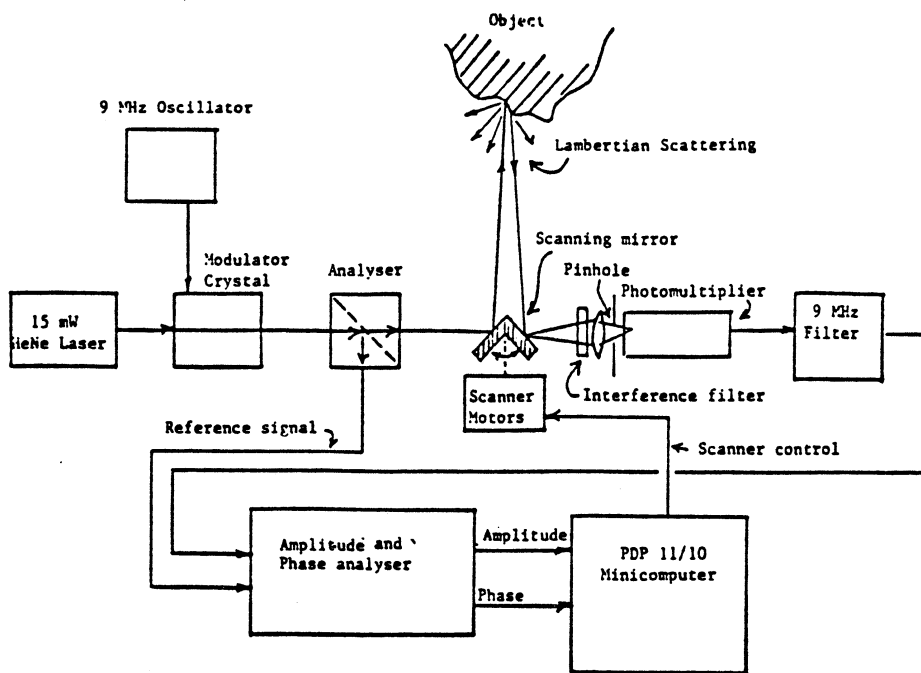 Object
9 MHz Oscillator
Lambertian Scattering
Scanning mirror
Modulator
Crystal
Analyser
Pinhole
Photomultiplier
15 mW
HeNe Laser
9 MHz
Filter
Scanner
Motors
Interference filter
Reference signal
Scanner control
Amplitude and
Phase analyser
Amplitude
Phase
PDP 11/10
Minicomputer